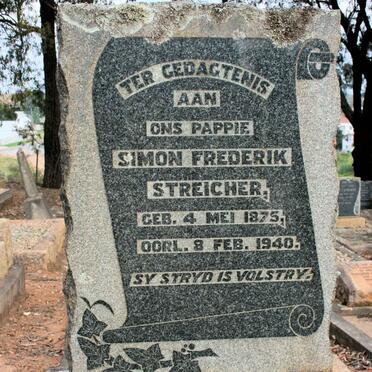 TER GEDAGTENIS
AAN
ONS PAPPIE
SIMON FREDERIK
STREICHER,
GEB. 4 MEI 1875,
OORL. 8 FEB. 1940.
SY STRYD IS VOLSTRY.